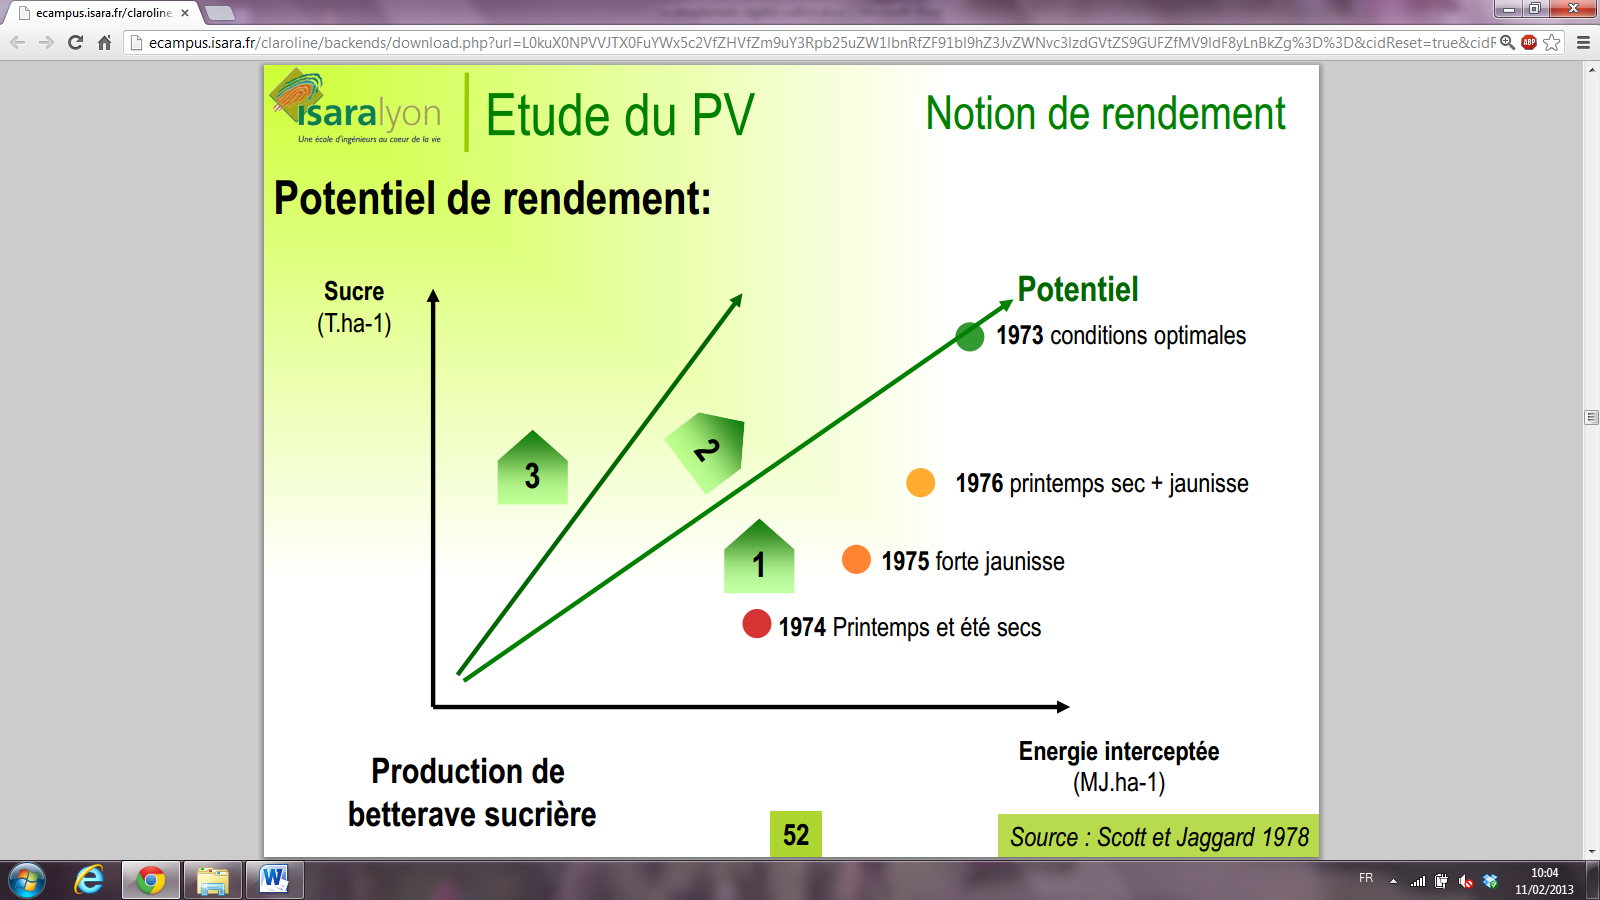 ecampus.isara.fr/claroline
ecampus.isara.fr/claroline/backends/download.php?url=L0kuX0NPVVJTX0FuYWx5c2VfZHVfZm9uY3Rpb25uZW1lbnRfZF91bl9hZ3JvZWNvc3lzdGVtZS9GUFZfMV9ldF8yLnBkZg%3D%3D&cidReset=true&cidR
ABP
isaralyon
Une école d'ingénieurs au coeur de la vie
Etude du PV
Notion de rendement
Potentiel de rendement:
Sucre
(T.ha-1)
Potentiel
1973 conditions optimales
3
2
1976 printemps sec + jaunisse
1
1975 forte jaunisse
1974 Printemps et été secs
Energie interceptée
(MJ.ha-1)
Production de
betterave sucrière
52
Source : Scott et Jaggard 1978
FR
10:04
11/02/2013